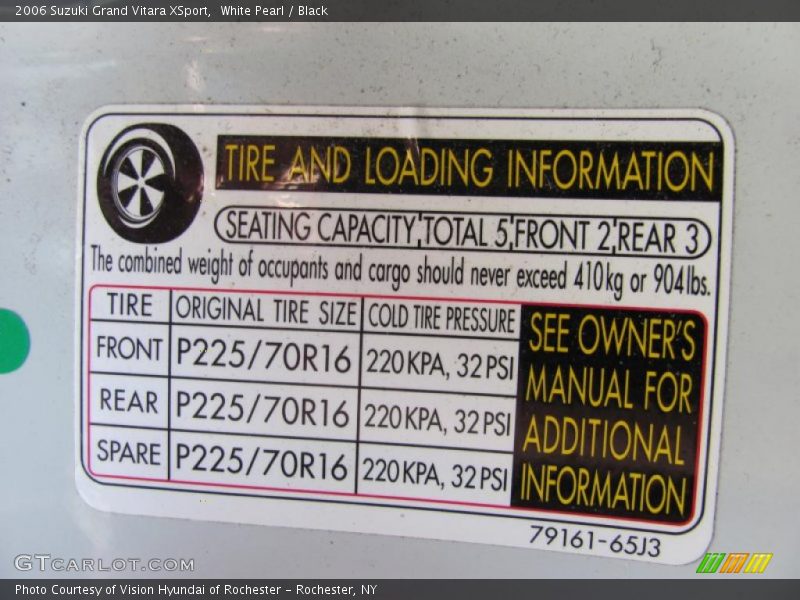 2006 Suzuki Grand Vitara XSport,  White Pearl / Black
TIRE AND LOADING INFORMATION
SEATING CAPACITY TOTAL 5 FRONT 2 REAR 3
The combined weight of occupants and cargo should never exceed 410kg or 904lbs.
TIRE ORIGINAL TIRE SIZE COLD TIRE PRESSURE
FRONT P225/70R16 220KPA, 32PSI
REAR P225/70R16 220KPA, 32PSI
SPARE P225/70R16 220KPA, 32PSI
SEE OWNER'S
MANUAL FOR
ADDITIONAL
INFORMATION
79161-65J3
GTCARLOT.COM
Photo Courtesy of Vision Hyundai of Rochester - Rochester, NY